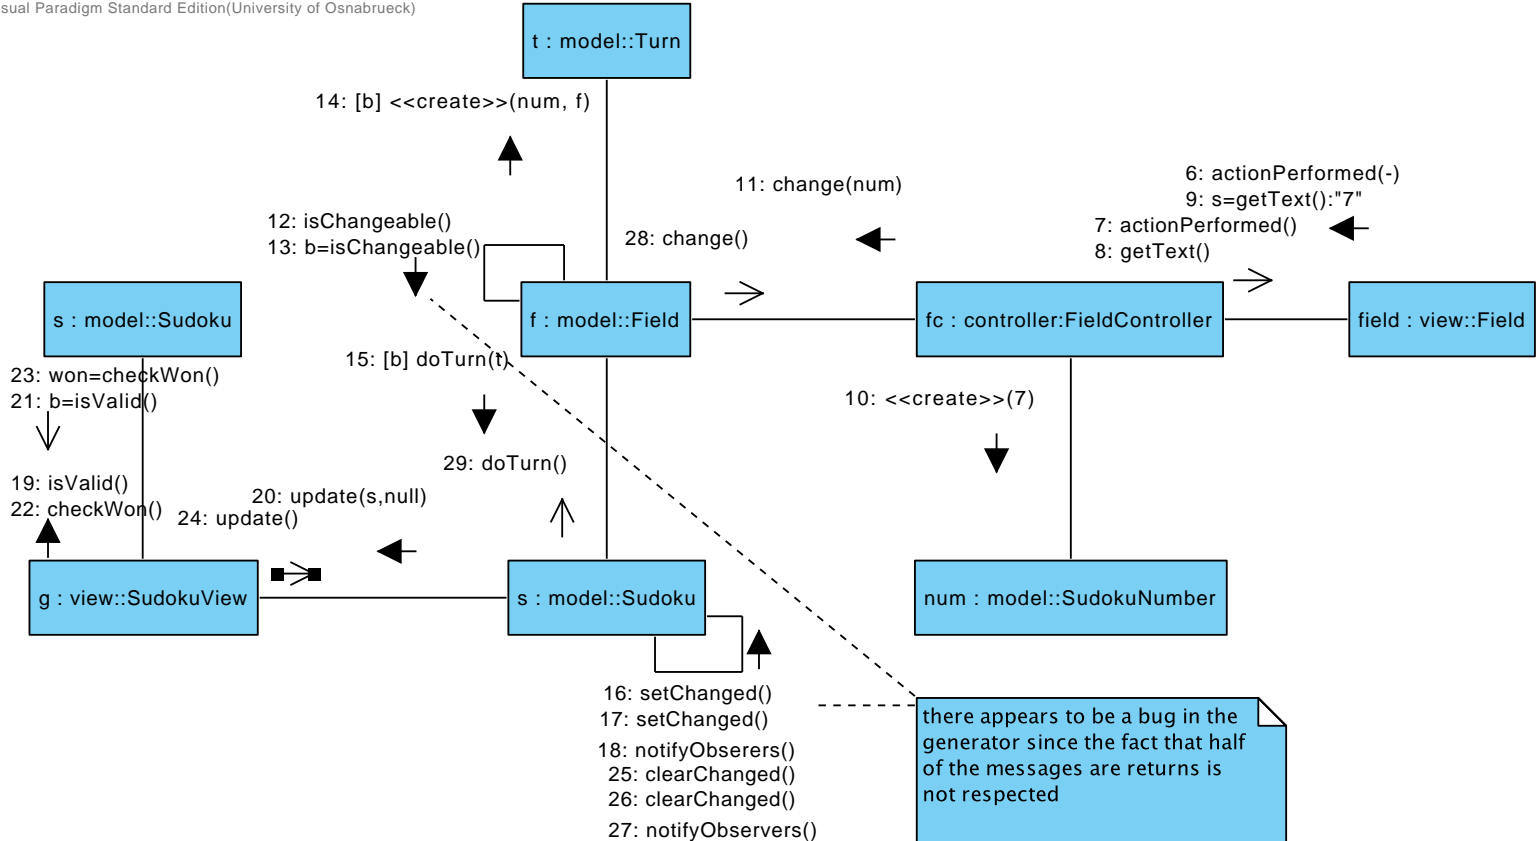 sual Paradigm Standard Edition(University of Osnabrueck)
t : model::Turn
14: [b] <<create>>(num, f)
11: change(num)
6: actionPerformed(-)
9: s=getText():"7"
7: actionPerformed()
8: getText()
12: isChangeable()
13: b=isChangeable()
28: change()
s : model::Sudoku
f : model::Field
fc : controller:FieldController
field : view::Field
23: won=checkWon()
21: b=isValid()
15: [b] doTurn(t)
10: <<create>>(7)
29: doTurn()
19: isValid()
22: checkWon()
20: update(s,null)
24: update()
g : view::SudokuView
s : model::Sudoku
num : model::SudokuNumber
16: setChanged()
17: setChanged()
18: notifyObserers()
25: clearChanged()
26: clearChanged()
27: notifyObservers()
there appears to be a bug in the
generator since the fact that half
of the messages are returns is
not respected